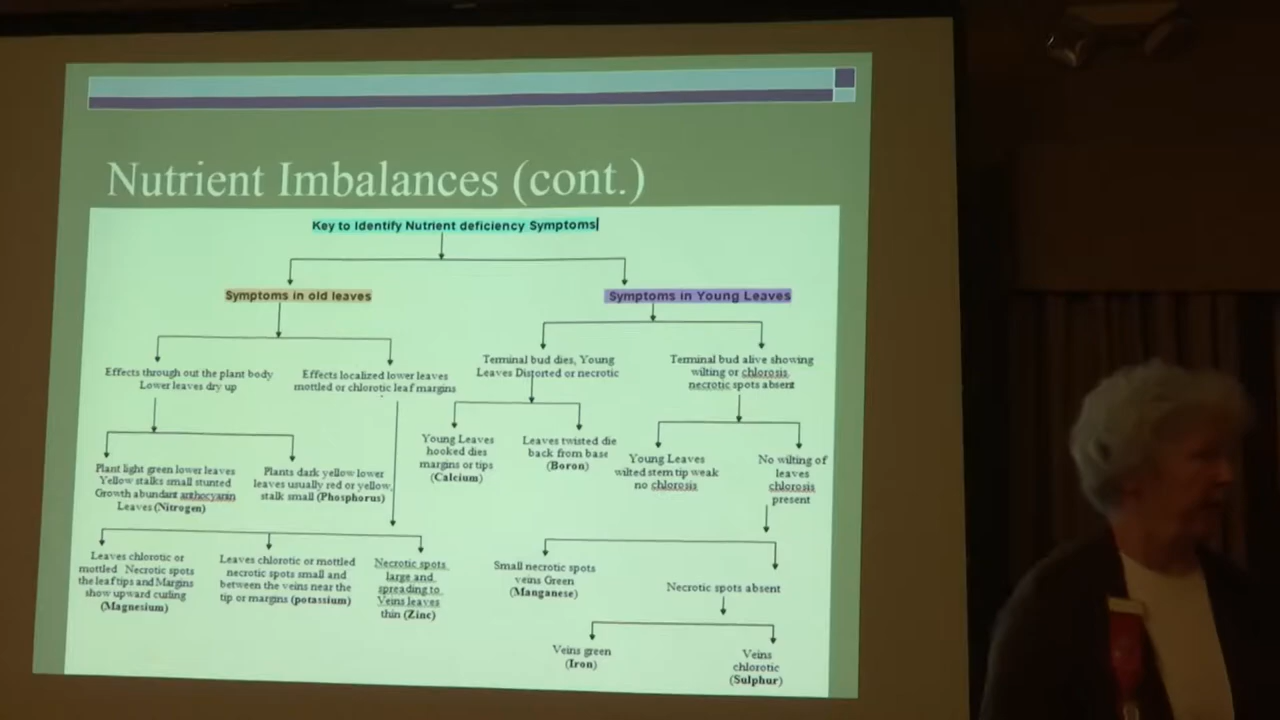 Nutrient Imbalances (cont.)
Key to Identify Nutrient deficiency Symptoms
Symptoms in old leaves
Symptoms in Young Leaves
Effects through out the plant body
Lower leaves dry up
Effects localized lower leaves
mottled or chlorotic leaf margins
Terminal bud dies, Young
Leaves Distorted or necrotic
Terminal bud alive showing
wilting or chlorosis
necrotic spots absent
Plant light green lower leaves
Yellow stalks small stunted
Growth abundant anthocyanin
Leaves (Nitrogen)
Plants dark yellow lower
leaves usually red or yellow,
stalk small (Phosphorus)
Young Leaves
hooked dies
margins or tips
(Calcium)
Leaves twisted die
back from base
(Boron)
Young Leaves
wilted stem tip weak
no chlorosis
No wilting of
leaves
chlorosis
present
Leaves chlorotic or
mottled Necrotic spots
the leaf tips and Margins
show upward curling
(Magnesium)
Leaves chlorotic or mottled
necrotic spots small and
between the veins near the
tip or margins (potassium)
Necrotic spots
large and
spreading to
Veins leaves
thin (Zinc)
Small necrotic spots
veins Green
(Manganese)
Necrotic spots absent
Veins green
(Iron)
Veins
chlorotic
(Sulphur)